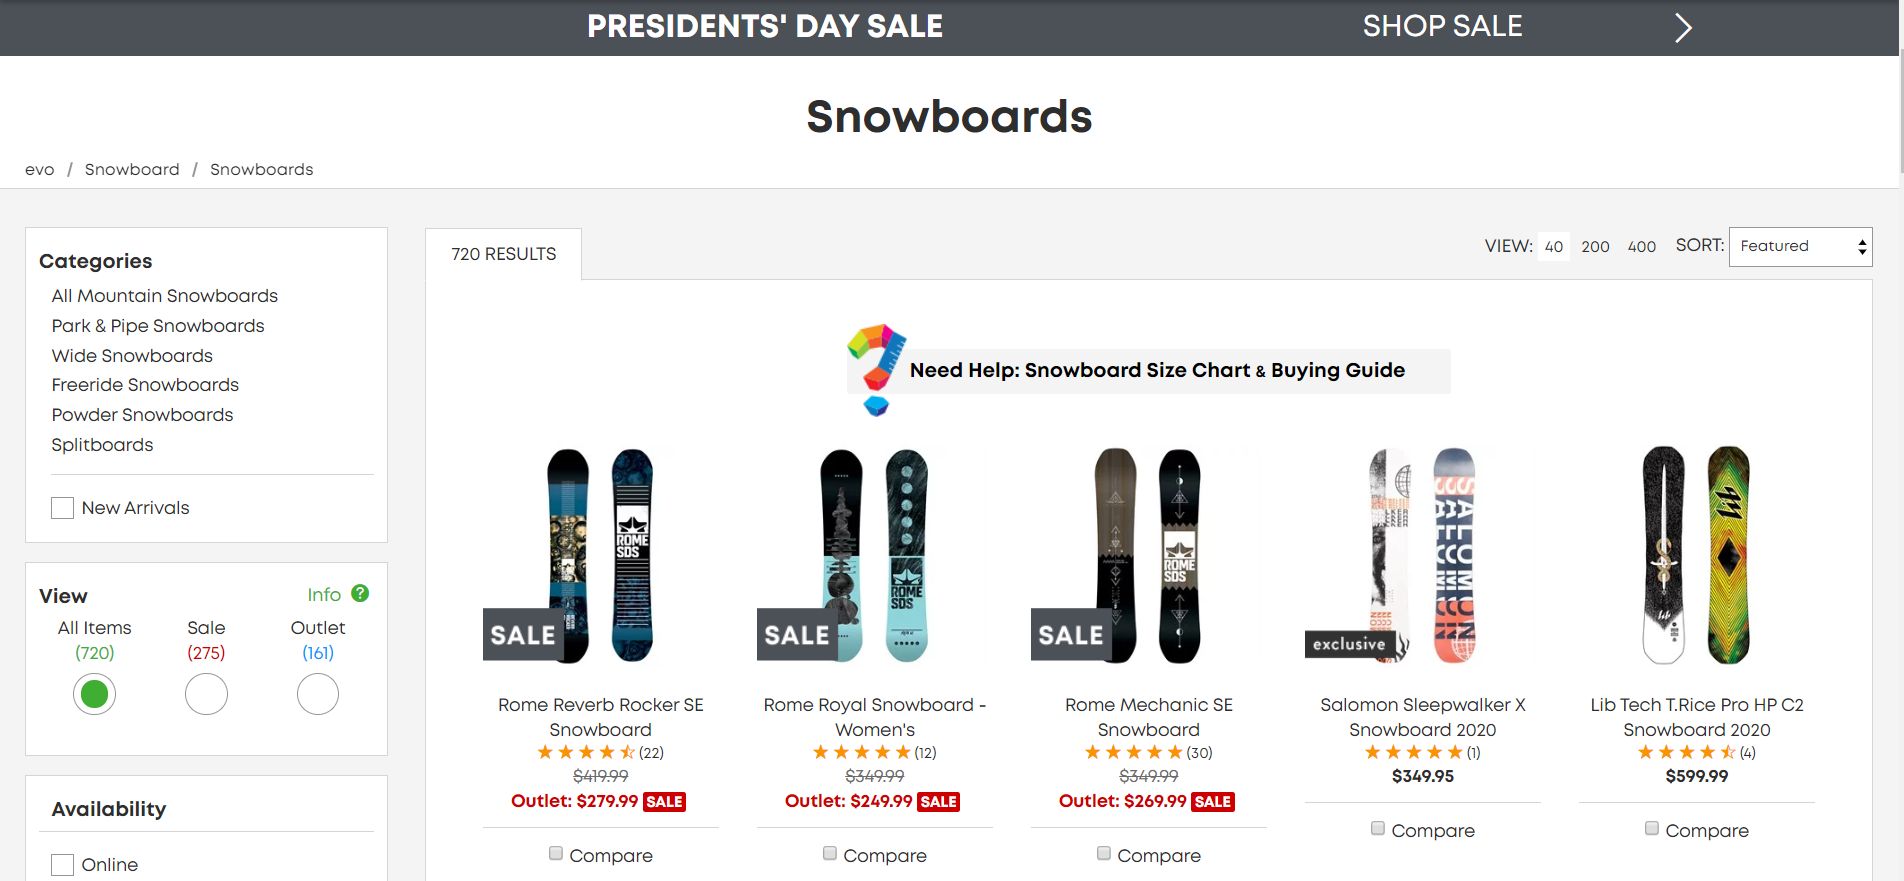 PRESIDENTS' DAY SALE
SHOP SALE
Snowboards
evo / Snowboard / Snowboards
Categories
All Mountain Snowboards
Park & Pipe Snowboards
Wide Snowboards
Freeride Snowboards
Powder Snowboards
Splitboards
New Arrivals
View
Info ?
All Items
(720)
Sale
(275)
Outlet
(161)
Availability
Online
720 RESULTS
VIEW: 40 200 400
SORT: Featured
Need Help: Snowboard Size Chart & Buying Guide
ROME
SDS
SALE
Rome Reverb Rocker SE
Snowboard
(22)
$419.99
Outlet: $279.99 SALE
Compare
ROME
SDS
SALE
Rome Royal Snowboard -
Women's
(12)
$349.99
Outlet: $249.99 SALE
Compare
ROME
SDS
SALE
Rome Mechanic SE
Snowboard
(30)
$349.99
Outlet: $269.99 SALE
Compare
SALOMON
exclusive
Salomon Sleepwalker X
Snowboard 2020
(1)
$349.95
Compare
Lib Tech T.Rice Pro HP C2
Snowboard 2020
(4)
$599.99
Compare